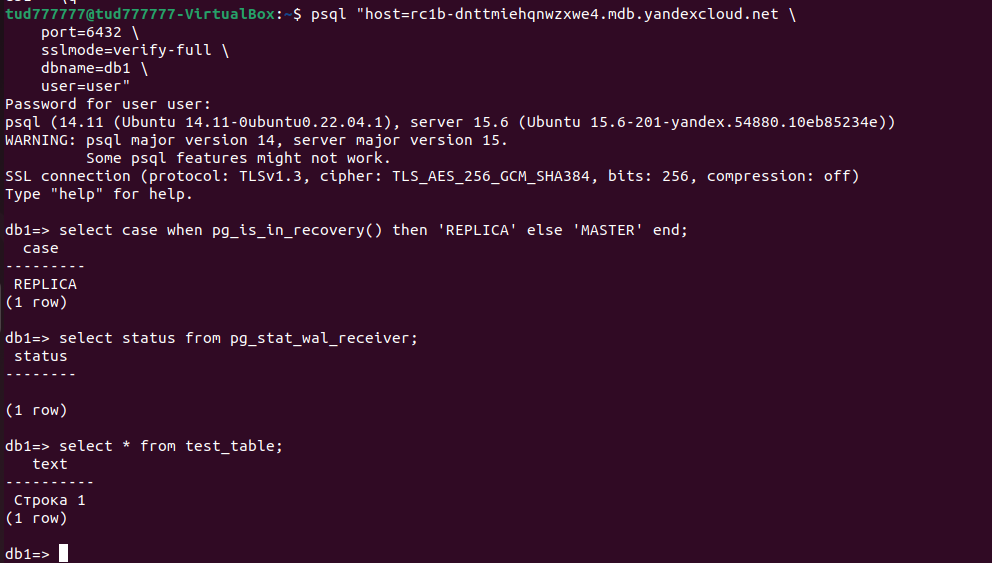 tud777777@tud777777-VirtualBox:~$ psql "host=rc1b-dnttmiehqnwzxwe4.mdb.yandexcloud.net \
    port=6432 \
    sslmode=verify-full \
    dbname=db1 \
    user=user"
Password for user user:
psql (14.11 (Ubuntu 14.11-0ubuntu0.22.04.1), server 15.6 (Ubuntu 15.6-201-yandex.54880.10eb85234e))
WARNING: psql major version 14, server major version 15.
         Some psql features might not work.
SSL connection (protocol: TLSv1.3, cipher: TLS_AES_256_GCM_SHA384, bits: 256, compression: off)
Type "help" for help.

db1=> select case when pg_is_in_recovery() then 'REPLICA' else 'MASTER' end;
  case
---------
 REPLICA
(1 row)

db1=> select status from pg_stat_wal_receiver;
 status
--------

(1 row)

db1=> select * from test_table;
   text
----------
 Строка 1
(1 row)

db1=>